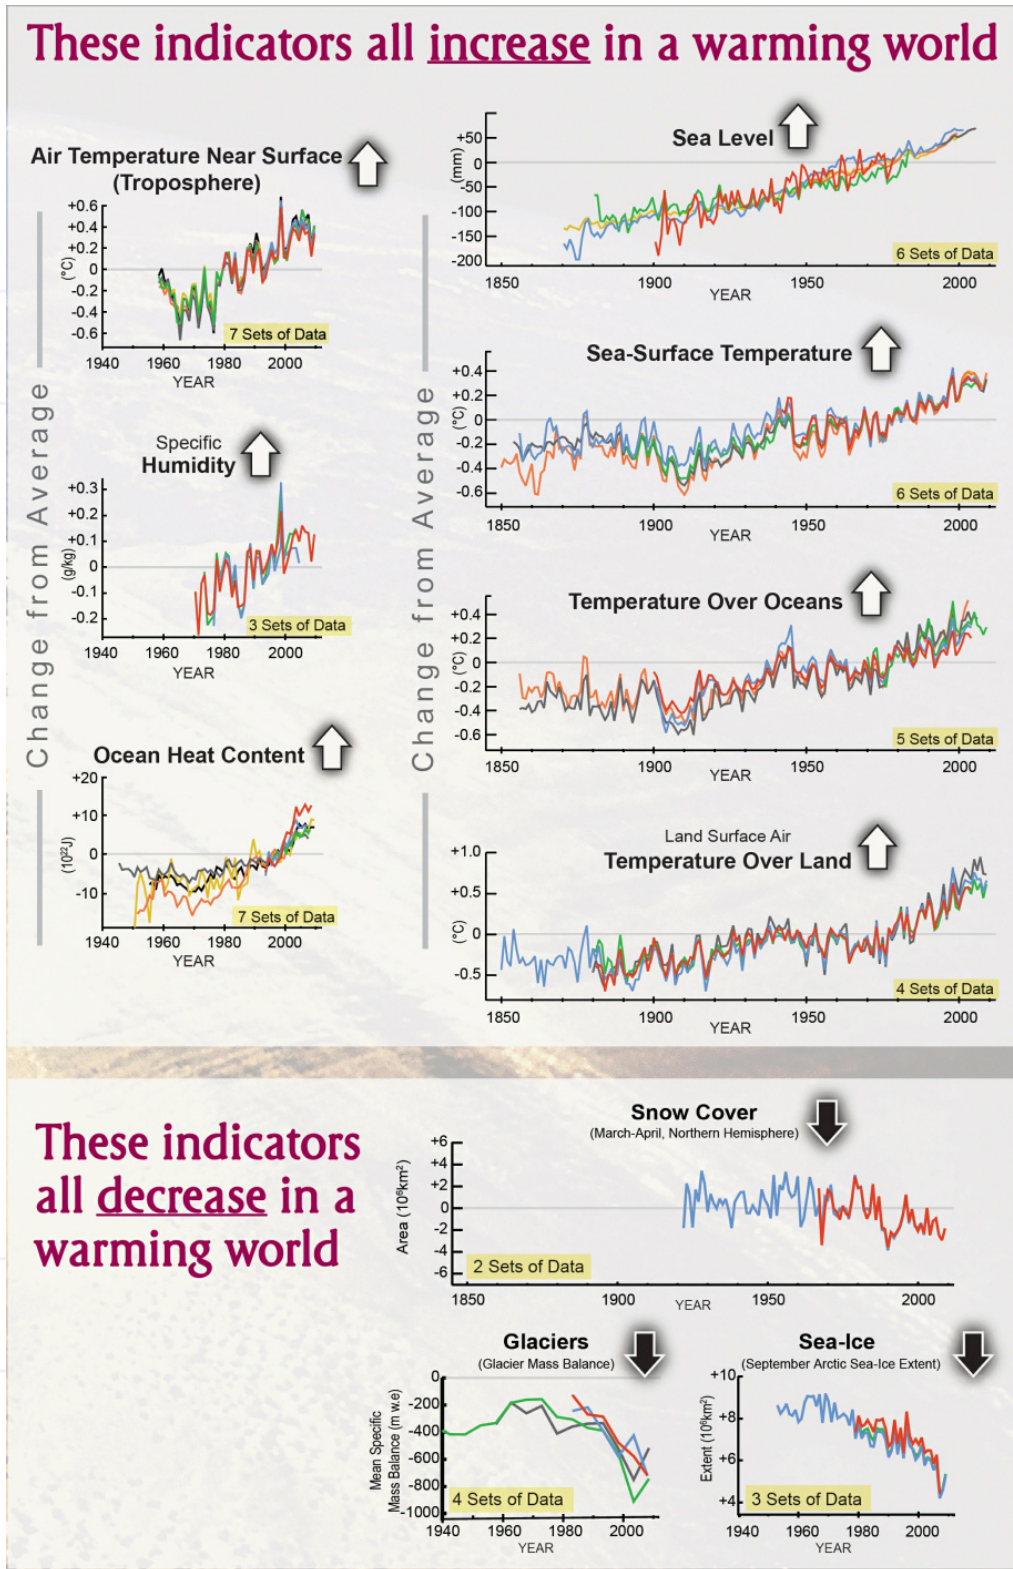 These indicators all increase in a warming world
Air Temperature Near Surface
(Troposphere)
+0.6
+0.4
+0.2
0
-0.2
-0.4
-0.6
(°C)
7 Sets of Data
1940 1960 1980 2000
YEAR
Specific
Humidity
+0.3
+0.2
+0.1
0
-0.1
-0.2
(g/kg)
3 Sets of Data
1940 1960 1980 2000
YEAR
Ocean Heat Content
+20
+10
0
-10
(10²²J)
7 Sets of Data
1940 1960 1980 2000
YEAR
Change from Average
Change from Average
Sea Level
+50
0
-50
-100
-150
-200
(mm)
6 Sets of Data
1850 1900 1950 2000
YEAR
Sea-Surface Temperature
+0.4
+0.2
0
-0.2
-0.4
-0.6
(°C)
6 Sets of Data
1850 1900 1950 2000
YEAR
Temperature Over Oceans
+0.4
+0.2
0
-0.2
-0.4
-0.6
(°C)
5 Sets of Data
1850 1900 1950 2000
YEAR
Land Surface Air
Temperature Over Land
+1.0
+0.5
0
-0.5
(°C)
4 Sets of Data
1850 1900 1950 2000
YEAR
These indicators
all decrease in a
warming world
Snow Cover
(March-April, Northern Hemisphere)
+6
+4
+2
0
-2
-4
-6
Area (10⁶km²)
2 Sets of Data
1850 1900 1950 2000
YEAR
Glaciers
(Glacier Mass Balance)
0
-200
-400
-600
-800
-1000
Mean Specific
Mass Balance (m w.e)
4 Sets of Data
1940 1960 1980 2000
YEAR
Sea-Ice
(September Arctic Sea-Ice Extent)
+10
+8
+6
+4
Extent (10⁶km²)
3 Sets of Data
1940 1960 1980 2000
YEAR